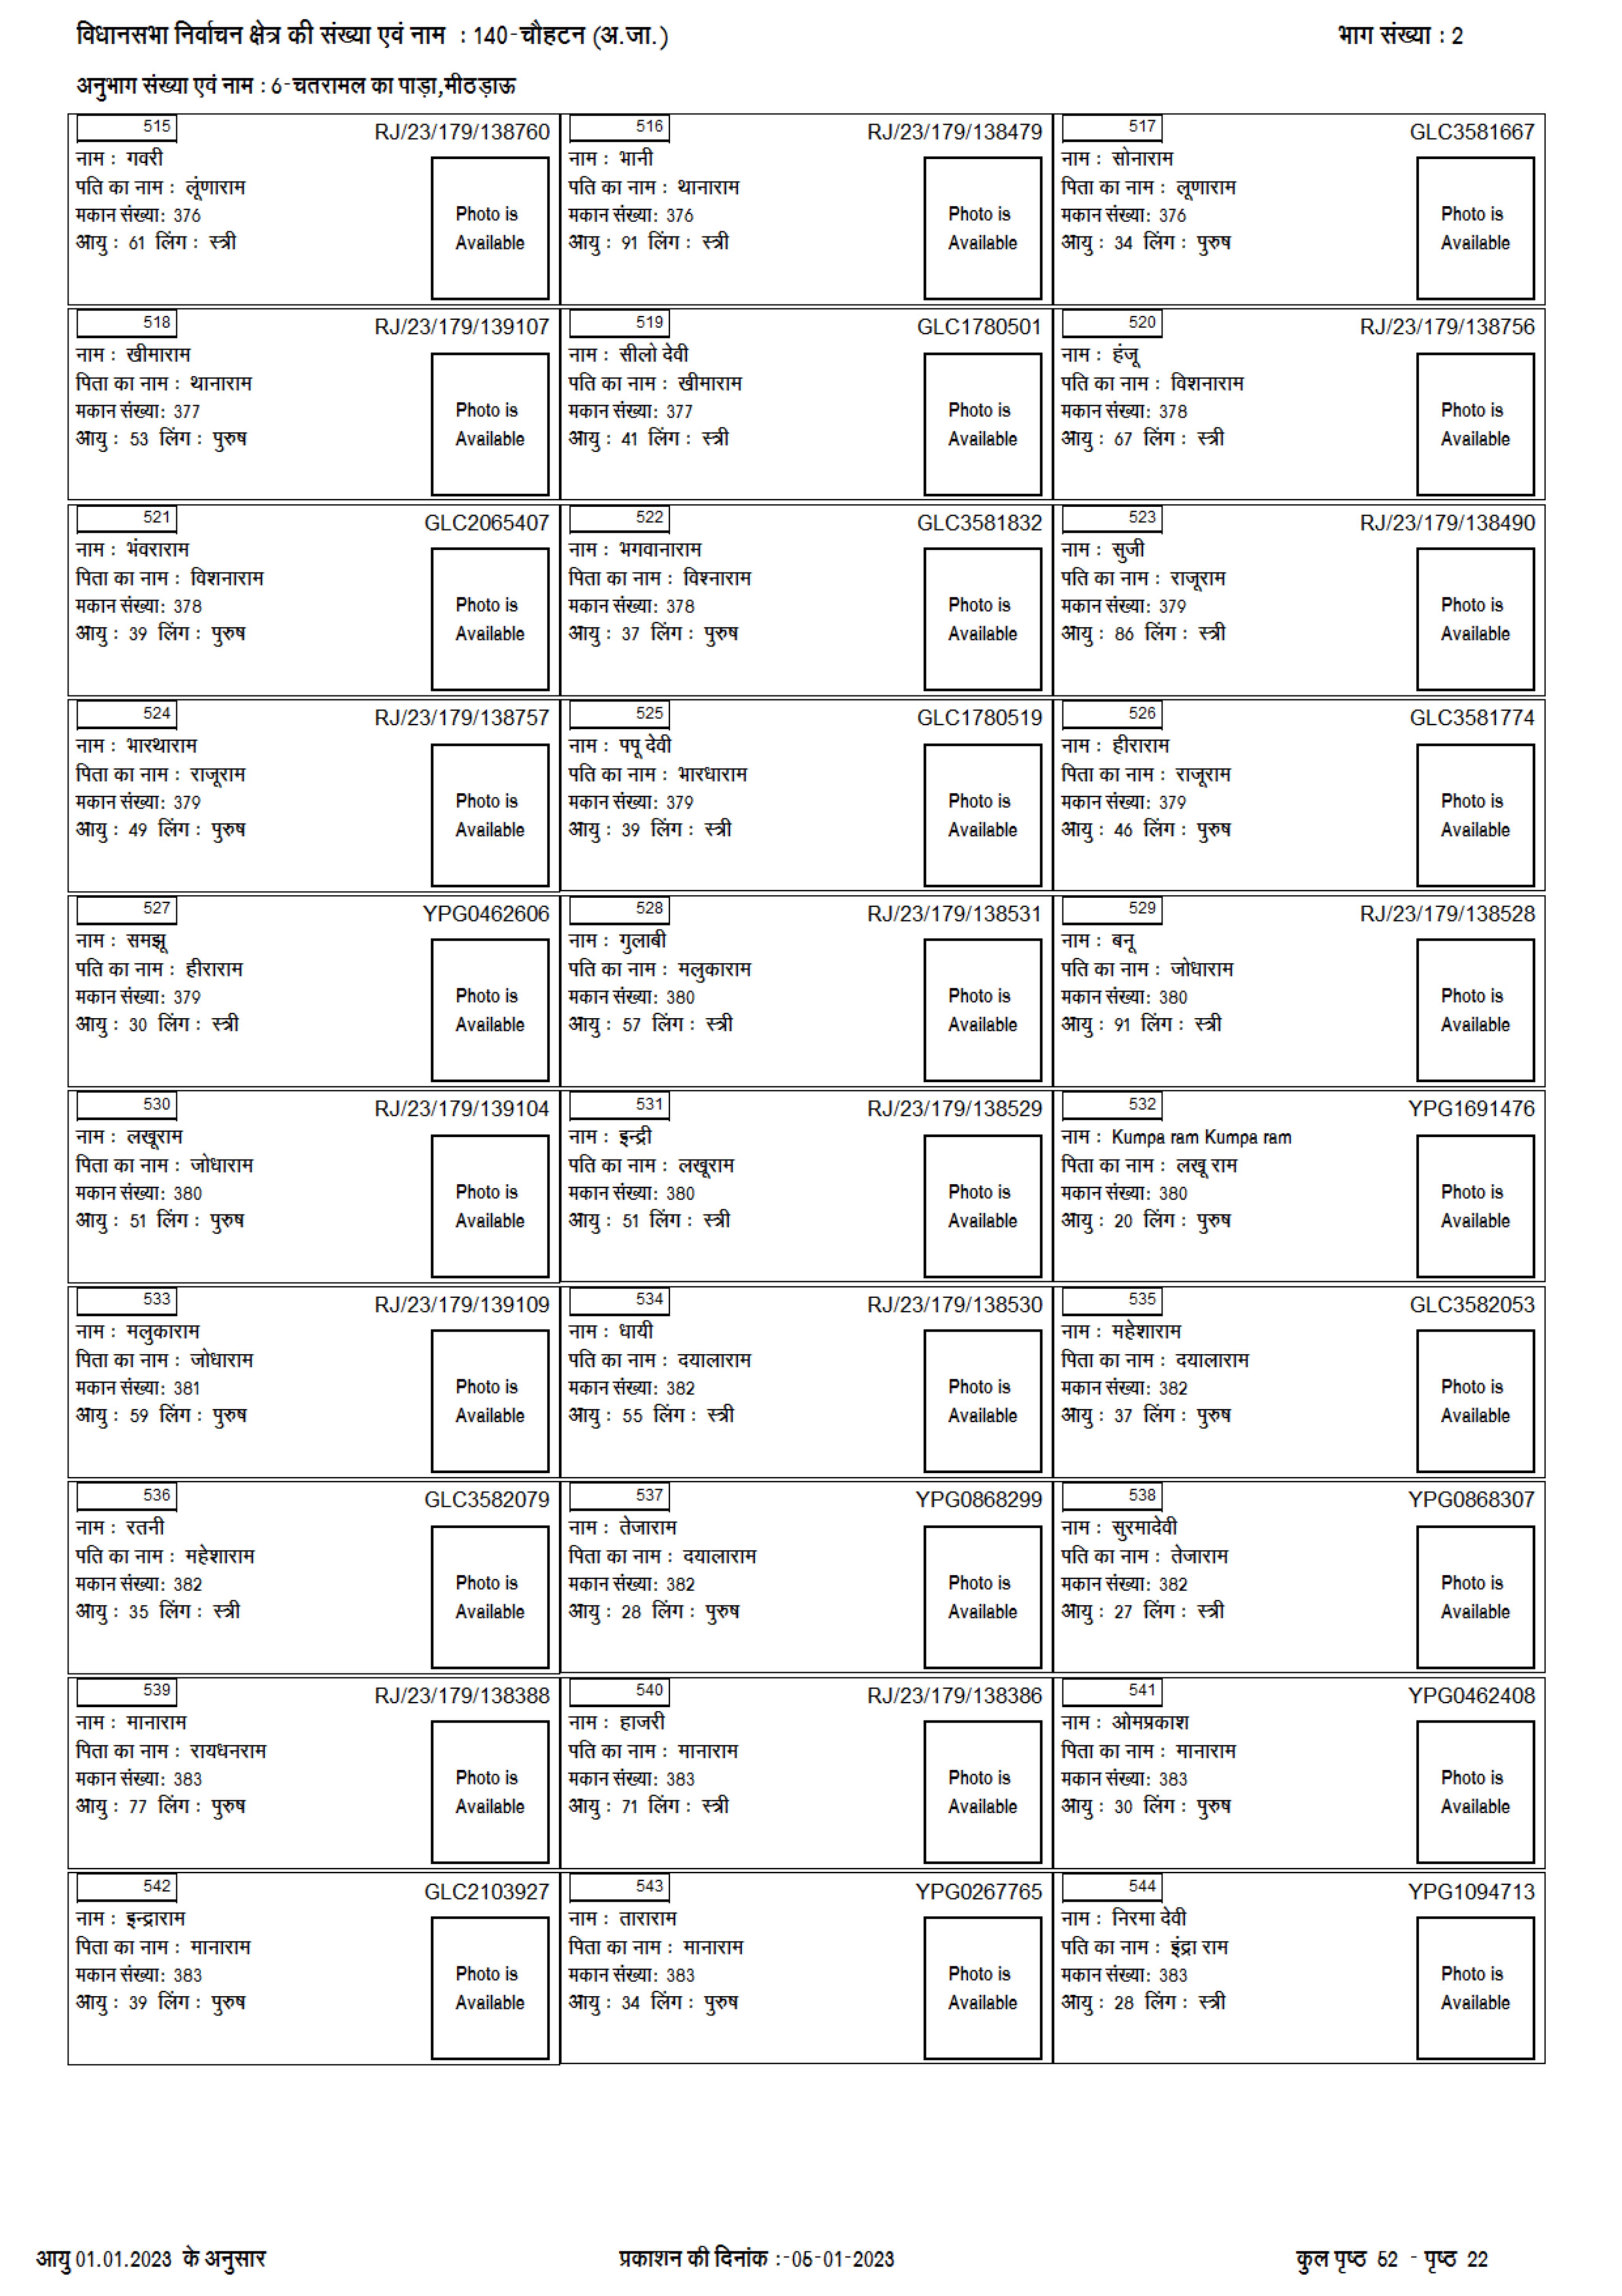 विधानसभा निर्वाचन क्षेत्र की संख्या एवं नाम : 140-चौहटन (अ.जा.) भाग संख्या : 2
अनुभाग संख्या एवं नाम : 6-चतरामल का पाड़ा,मीठड़ाऊ
515 RJ/23/179/138760
नाम : गवरी
पति का नाम : लूंणाराम
मकान संख्या: 376
आयु : 61 लिंग : स्त्री
Photo is
Available
516 RJ/23/179/138479
नाम : भानी
पति का नाम : थानाराम
मकान संख्या: 376
आयु : 91 लिंग : स्त्री
Photo is
Available
517 GLC3581667
नाम : सोनाराम
पिता का नाम : लूणाराम
मकान संख्या: 376
आयु : 34 लिंग : पुरुष
Photo is
Available
518 RJ/23/179/139107
नाम : खीमाराम
पिता का नाम : थानाराम
मकान संख्या: 377
आयु : 53 लिंग : पुरुष
Photo is
Available
519 GLC1780501
नाम : सीलो देवी
पति का नाम : खीमाराम
मकान संख्या: 377
आयु : 41 लिंग : स्त्री
Photo is
Available
520 RJ/23/179/138756
नाम : हंजू
पति का नाम : विशनाराम
मकान संख्या: 378
आयु : 67 लिंग : स्त्री
Photo is
Available
521 GLC2065407
नाम : भंवराराम
पिता का नाम : विशनाराम
मकान संख्या: 378
आयु : 39 लिंग : पुरुष
Photo is
Available
522 GLC3581832
नाम : भगवानाराम
पिता का नाम : विश्नाराम
मकान संख्या: 378
आयु : 37 लिंग : पुरुष
Photo is
Available
523 RJ/23/179/138490
नाम : सुजी
पति का नाम : राजूराम
मकान संख्या: 379
आयु : 86 लिंग : स्त्री
Photo is
Available
524 RJ/23/179/138757
नाम : भारथाराम
पिता का नाम : राजूराम
मकान संख्या: 379
आयु : 49 लिंग : पुरुष
Photo is
Available
525 GLC1780519
नाम : पपू देवी
पति का नाम : भारधाराम
मकान संख्या: 379
आयु : 39 लिंग : स्त्री
Photo is
Available
526 GLC3581774
नाम : हीराराम
पिता का नाम : राजूराम
मकान संख्या: 379
आयु : 46 लिंग : पुरुष
Photo is
Available
527 YPG0462606
नाम : समझू
पति का नाम : हीराराम
मकान संख्या: 379
आयु : 30 लिंग : स्त्री
Photo is
Available
528 RJ/23/179/138531
नाम : गुलाबी
पति का नाम : मलुकाराम
मकान संख्या: 380
आयु : 57 लिंग : स्त्री
Photo is
Available
529 RJ/23/179/138528
नाम : बनू
पति का नाम : जोधाराम
मकान संख्या: 380
आयु : 91 लिंग : स्त्री
Photo is
Available
530 RJ/23/179/139104
नाम : लखूराम
पिता का नाम : जोधाराम
मकान संख्या: 380
आयु : 51 लिंग : पुरुष
Photo is
Available
531 RJ/23/179/138529
नाम : इन्द्री
पति का नाम : लखूराम
मकान संख्या: 380
आयु : 51 लिंग : स्त्री
Photo is
Available
532 YPG1691476
नाम : Kumpa ram Kumpa ram
पिता का नाम : लखू राम
मकान संख्या: 380
आयु : 20 लिंग : पुरुष
Photo is
Available
533 RJ/23/179/139109
नाम : मलुकाराम
पिता का नाम : जोधाराम
मकान संख्या: 381
आयु : 59 लिंग : पुरुष
Photo is
Available
534 RJ/23/179/138530
नाम : धायी
पति का नाम : दयालाराम
मकान संख्या: 382
आयु : 55 लिंग : स्त्री
Photo is
Available
535 GLC3582053
नाम : महेशाराम
पिता का नाम : दयालाराम
मकान संख्या: 382
आयु : 37 लिंग : पुरुष
Photo is
Available
536 GLC3582079
नाम : रतनी
पति का नाम : महेशाराम
मकान संख्या: 382
आयु : 35 लिंग : स्त्री
Photo is
Available
537 YPG0868299
नाम : तेजाराम
पिता का नाम : दयालाराम
मकान संख्या: 382
आयु : 28 लिंग : पुरुष
Photo is
Available
538 YPG0868307
नाम : सुरमादेवी
पति का नाम : तेजाराम
मकान संख्या: 382
आयु : 27 लिंग : स्त्री
Photo is
Available
539 RJ/23/179/138388
नाम : मानाराम
पिता का नाम : रायधनराम
मकान संख्या: 383
आयु : 77 लिंग : पुरुष
Photo is
Available
540 RJ/23/179/138386
नाम : हाजरी
पति का नाम : मानाराम
मकान संख्या: 383
आयु : 71 लिंग : स्त्री
Photo is
Available
541 YPG0462408
नाम : ओमप्रकाश
पिता का नाम : मानाराम
मकान संख्या: 383
आयु : 30 लिंग : पुरुष
Photo is
Available
542 GLC2103927
नाम : इन्द्राराम
पिता का नाम : मानाराम
मकान संख्या: 383
आयु : 39 लिंग : पुरुष
Photo is
Available
543 YPG0267765
नाम : ताराराम
पिता का नाम : मानाराम
मकान संख्या: 383
आयु : 34 लिंग : पुरुष
Photo is
Available
544 YPG1094713
नाम : निरमा देवी
पति का नाम : इंद्रा राम
मकान संख्या: 383
आयु : 28 लिंग : स्त्री
Photo is
Available
आयु 01.01.2023 के अनुसार प्रकाशन की दिनांक :-05-01-2023 कुल पृष्ठ 52 - पृष्ठ 22